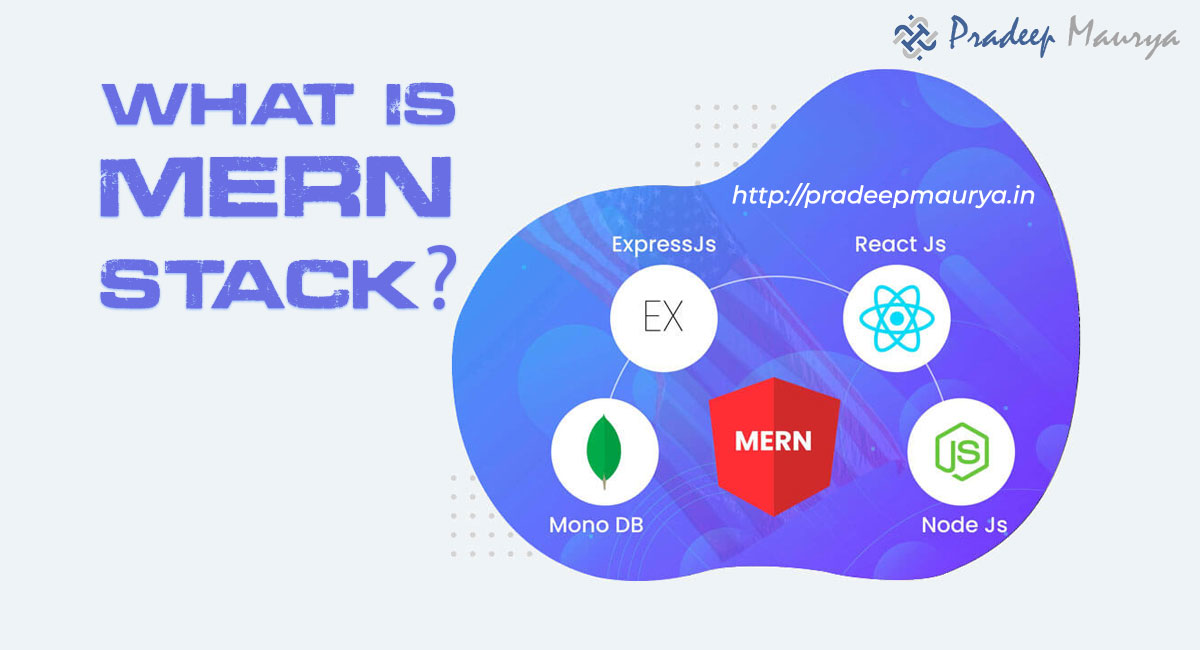 Pradeep Maurya
WHAT IS
MERN
STACK?
http://pradeepmaurya.in
ExpressJs
React Js
EX
MERN
JS
Mono DB
Node Js